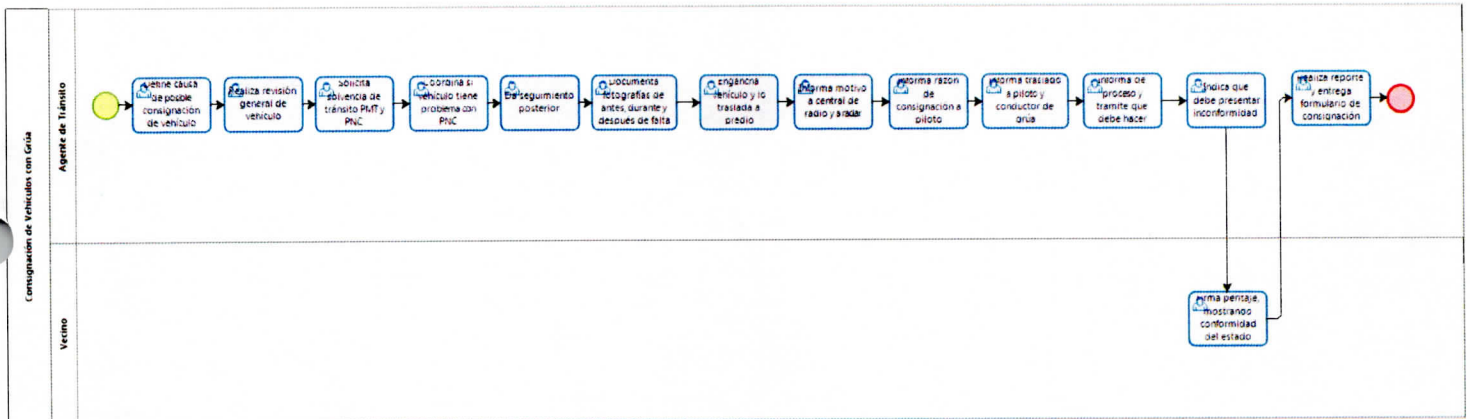 Consignación de Vehículos con Grúa
Agente de Tránsito
Define causa
de posible
consignación
de vehículo
Realiza revisión
general de
vehículo
Solicita
solvencia de
tránsito PMT y
PNC
Coordina si
vehículo tiene
problema con
PNC
Da seguimiento
posterior
Documenta
fotografías de
antes, durante y
después de falta
Engancha
vehículo y lo
traslada a
predio
Informa motivo
a central de
radio y a radar
Informa razón
de
consignación a
piloto
Informa traslado
a piloto y
conductor de
grúa
Informa de
proceso y
tramite que
debe hacer
Indica que
debe presentar
inconformidad
Realiza reporte
y entrega
formulario de
consignación
Vecino
Firma peritaje,
mostrando
conformidad
del estado